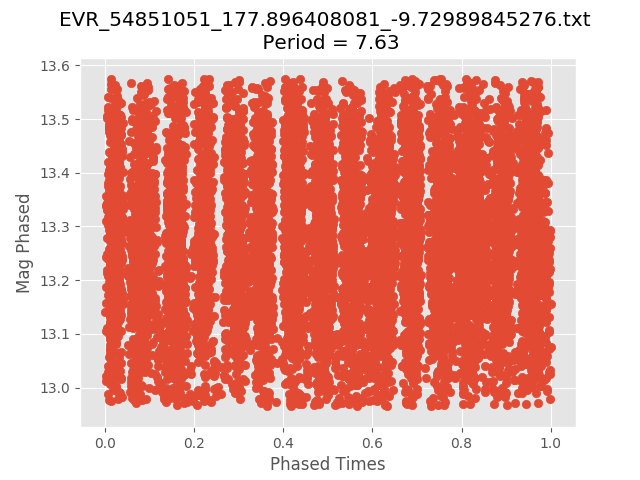 EVR_54851051_177.896408081_-9.72989845276.txt
Period = 7.63
13.6
13.5
13.4
13.3
13.2
13.1
13.0
Mag Phased
0.0 0.2 0.4 0.6 0.8 1.0
Phased Times